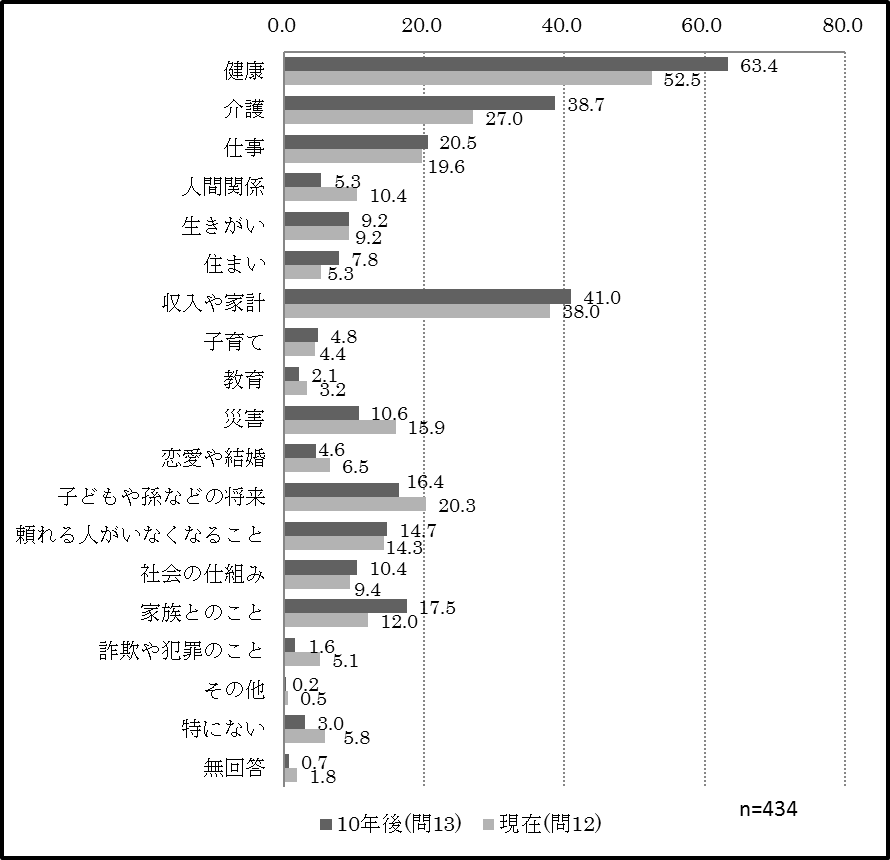 0.0 20.0 40.0 60.0 80.0
健康 63.4
52.5
介護 38.7
27.0
仕事 20.5
19.6
人間関係 5.3
10.4
生きがい 9.2
9.2
住まい 7.8
5.3
収入や家計 41.0
38.0
子育て 4.8
4.4
教育 2.1
3.2
災害 10.6
15.9
恋愛や結婚 4.6
6.5
子どもや孫などの将来 16.4
20.3
頼れる人がいなくなること 14.7
14.3
社会の仕組み 10.4
9.4
家族とのこと 17.5
12.0
詐欺や犯罪のこと 1.6
5.1
その他 0.2
0.5
特にない 3.0
5.8
無回答 0.7
1.8
n=434
10年後(問13) 現在(問12)